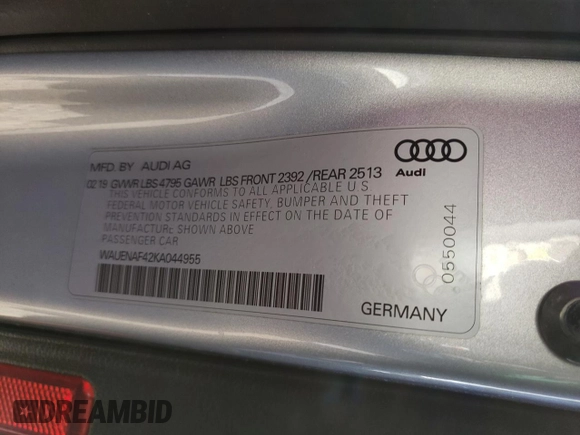 MFD. BY AUDI AG
02 19 GVWR LBS 4795 GAWR LBS FRONT 2392 /REAR 2513
THIS VEHICLE CONFORMS TO ALL APPLICABLE U.S
FEDERAL MOTOR VEHICLE SAFETY, BUMPER AND THEFT
PREVENTION STANDARDS IN EFFECT ON THE DATE OF
MANUFACTURE SHOWN ABOVE.
PASSENGER CAR
WAUENAF42KA044955
GERMANY
Audi
0550044
DREAMBID